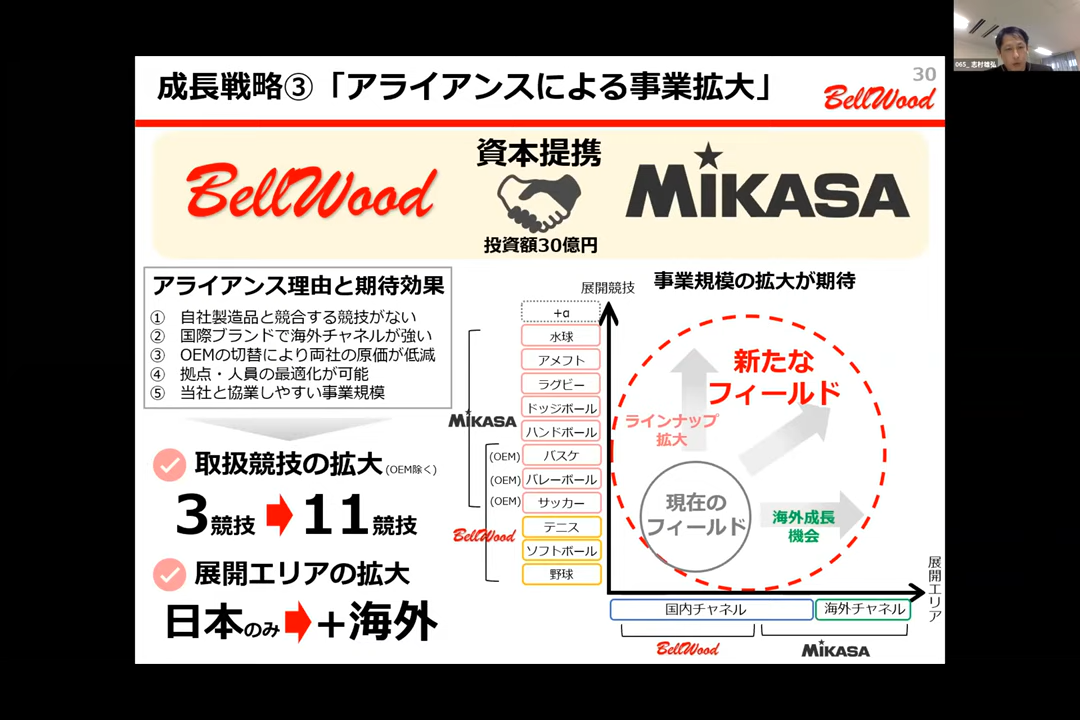 成長戦略③「アライアンスによる事業拡大」
30
BellWood
065_志村雄弘
BellWood
資本提携
投資額30億円
MiKASA
アライアンス理由と期待効果
① 自社製造品と競合する競技がない
② 国際ブランドで海外チャネルが強い
③ OEMの切替により両社の原価が低減
④ 拠点・人員の最適化が可能
⑤ 当社と協業しやすい事業規模
取扱競技の拡大(OEM除く)
3競技 11競技
展開エリアの拡大
日本のみ +海外
展開競技
事業規模の拡大が期待
+α
水球
アメフト
ラグビー
ドッジボール
ハンドボール
(OEM) バスケ
(OEM) バレーボール
(OEM) サッカー
テニス
ソフトボール
野球
MiKASA
BellWood
新たな
フィールド
ラインナップ
拡大
現在の
フィールド
海外成長
機会
展開エリア
国内チャネル
海外チャネル
BellWood
MiKASA